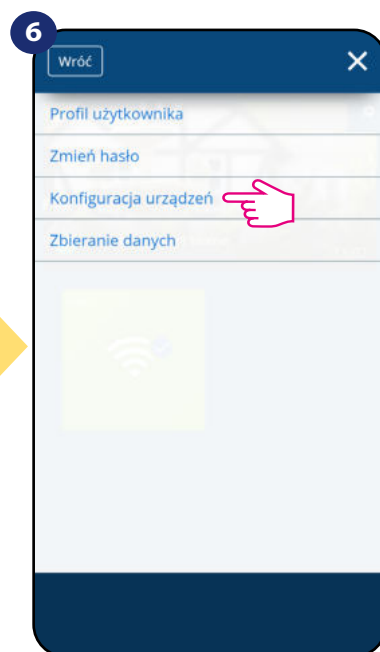 6
Wróć
Profil użytkownika
Zmień hasło
Konfiguracja urządzeń
Zbieranie danych